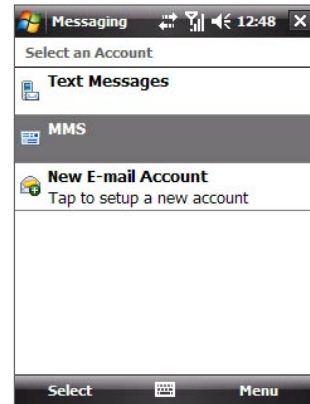 Messaging 12:48
Select an Account
Text Messages
MMS
New E-mail Account
Tap to setup a new account
Select Menu